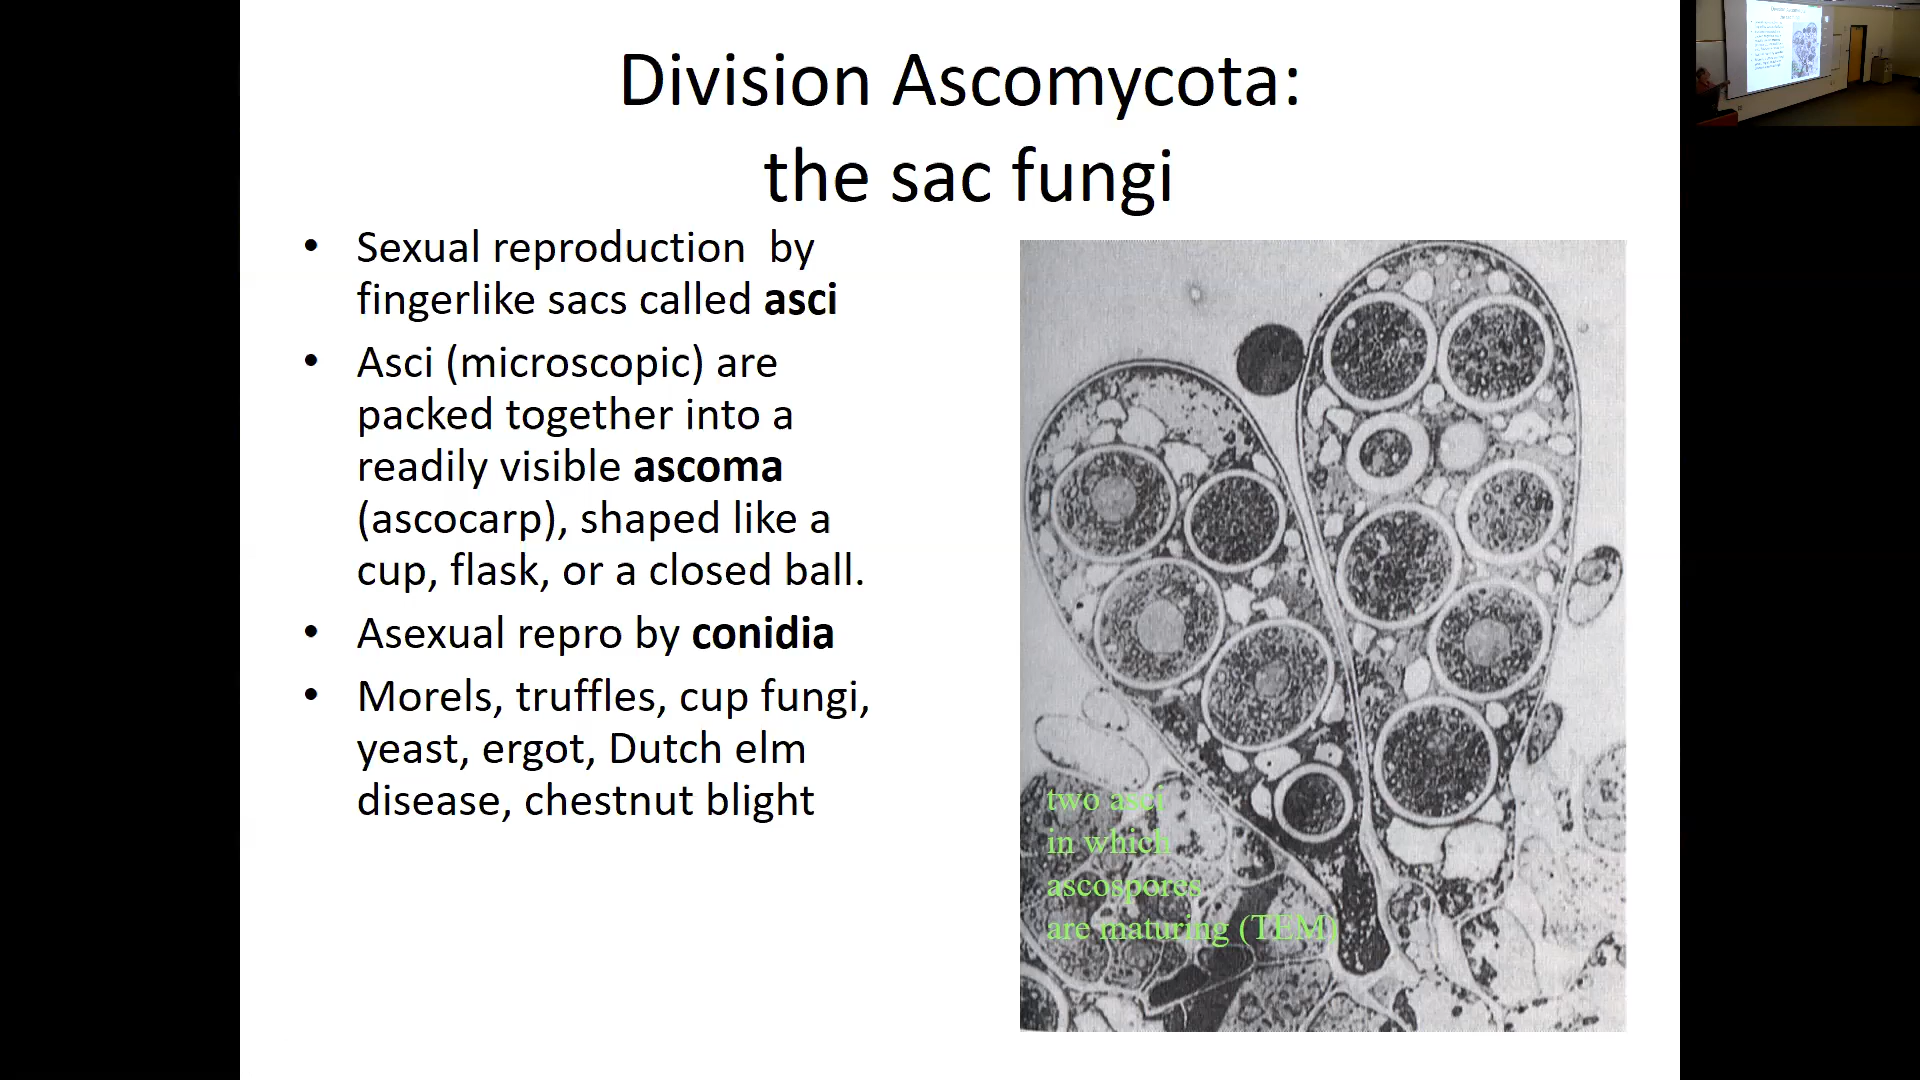 Division Ascomycota:
the sac fungi
• Sexual reproduction by
fingerlike sacs called asci
• Asci (microscopic) are
packed together into a
readily visible ascoma
(ascocarp), shaped like a
cup, flask, or a closed ball.
• Asexual repro by conidia
• Morels, truffles, cup fungi,
yeast, ergot, Dutch elm
disease, chestnut blight
two asci
in which
ascospores
are maturing (TEM)